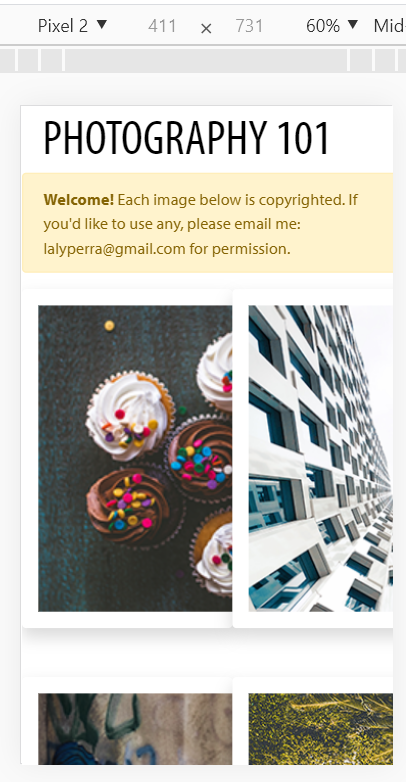 Pixel 2 ▼ 411 × 731 60% ▼ Mid
PHOTOGRAPHY 101
Welcome! Each image below is copyrighted. If
you'd like to use any, please email me:
lalyperra@gmail.com for permission.